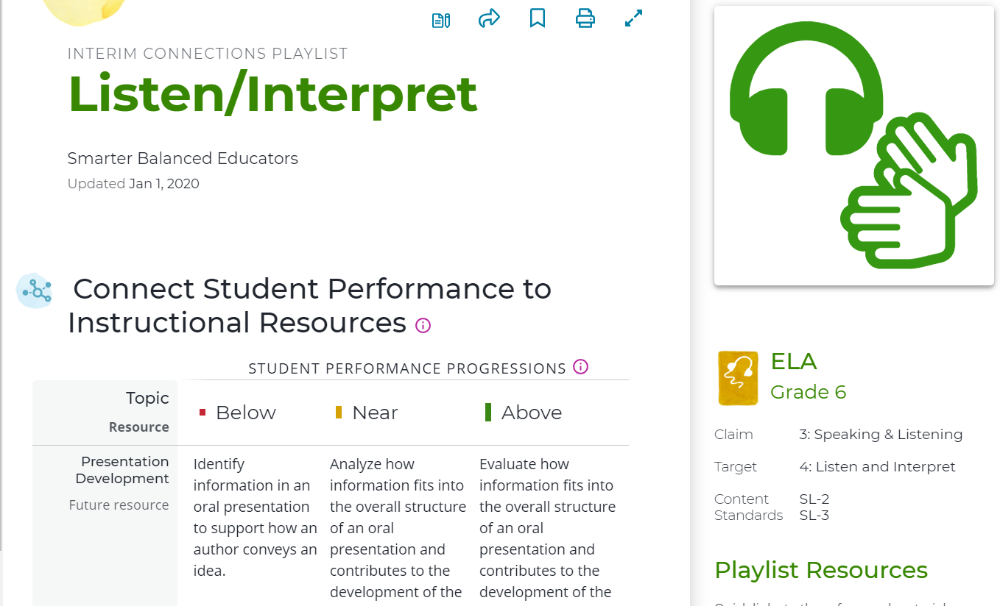 INTERIM CONNECTIONS PLAYLIST
Listen/Interpret
Smarter Balanced Educators
Updated Jan 1, 2020
Connect Student Performance to
Instructional Resources
STUDENT PERFORMANCE PROGRESSIONS
Topic
Resource
Below
Near
Above
Presentation
Development
Future resource
Identify
information in an
oral presentation
to support how an
author conveys an
idea.
Analyze how
information fits into
the overall structure
of an oral
presentation and
contributes to the
development of the
Evaluate how
information fits into
the overall structure
of an oral
presentation and
contributes to the
development of the
ELA
Grade 6
Claim 3: Speaking & Listening
Target 4: Listen and Interpret
Content SL-2
Standards SL-3
Playlist Resources